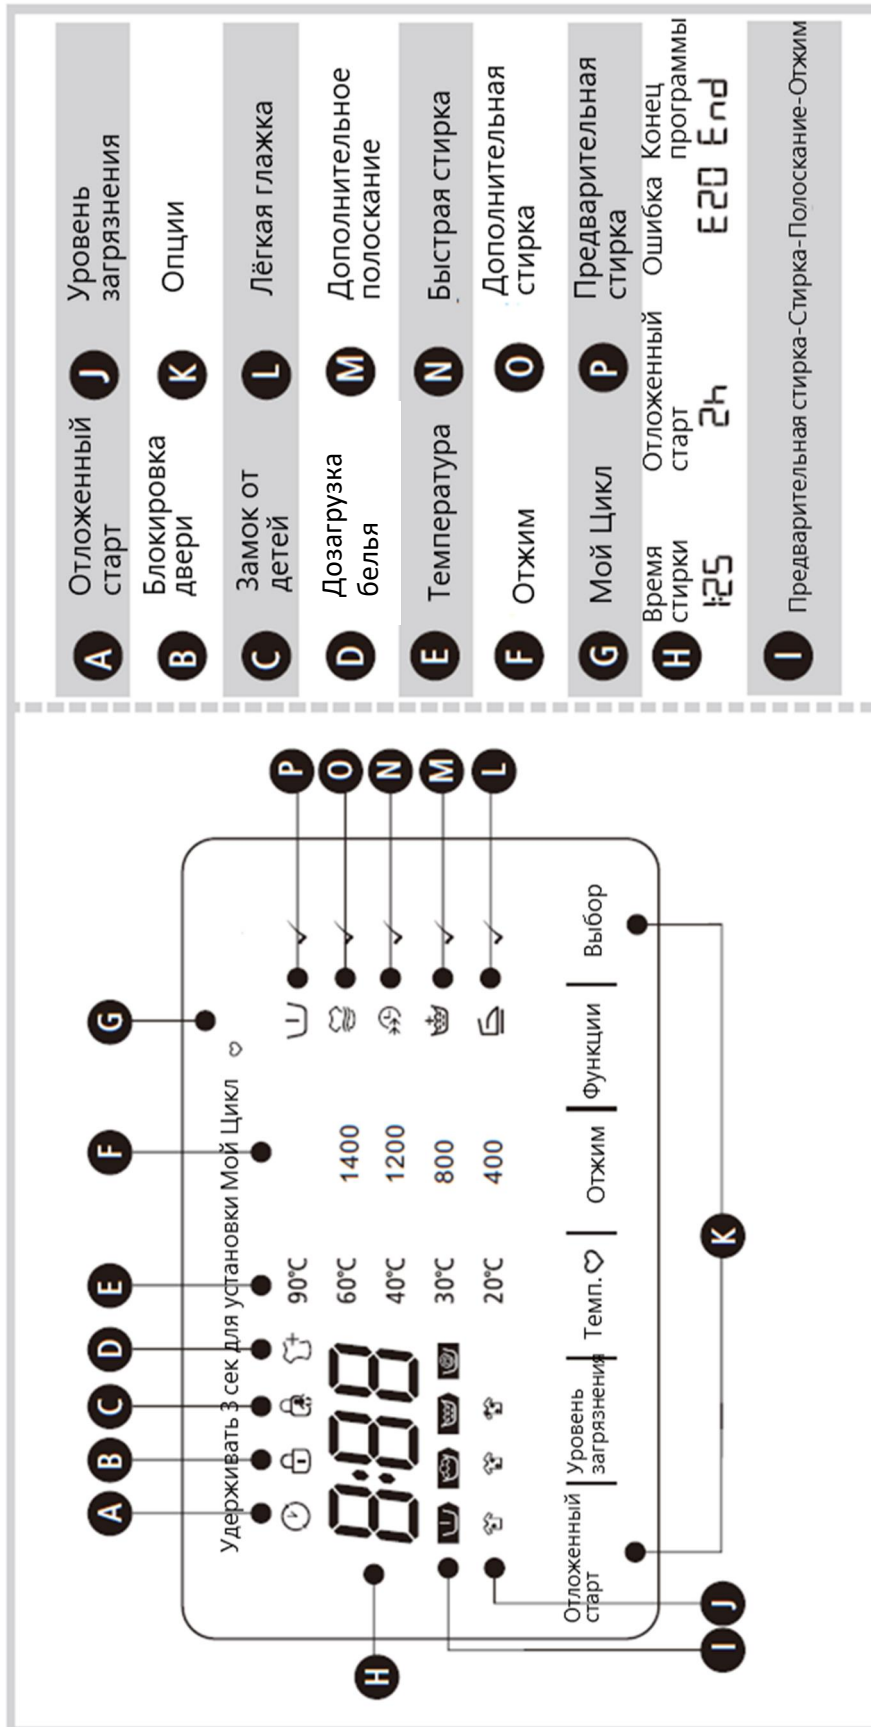 A B C D E F G
Удерживать 3 сек для установки Мой Цикл
90°C
60°C 1400
40°C 1200
30°C 800
20°C 400
8:88
P
O
N
M
L
H
Отложенный
старт
Уровень
загрязнения
Темп.
Отжим
Функции
Выбор
I J K
A Отложенный
старт
J Уровень
загрязнения
B Блокировка
двери
K Опции
C Замок от
детей
L Лёгкая глажка
D Дозагрузка
белья
M Дополнительное
полоскание
E Температура
N Быстрая стирка
F Отжим
O Дополнительная
стирка
G Мой Цикл
P Предварительная
стирка
H Время
стирки
1:25
Отложенный
старт
2h
Ошибка
E20
Конец
программы
End
I Предварительная стирка-Стирка-Полоскание-Отжим